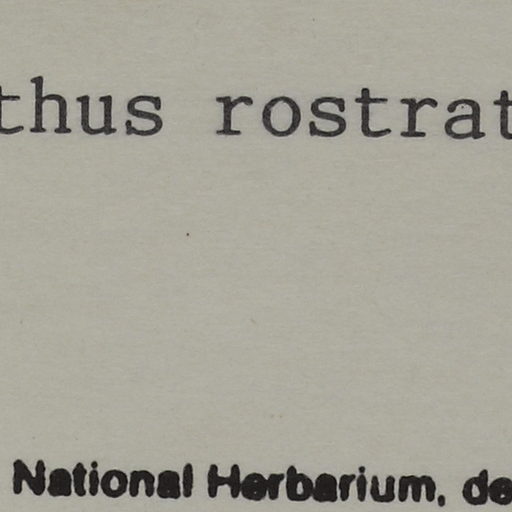 thus rostrat
National Herbarium, de